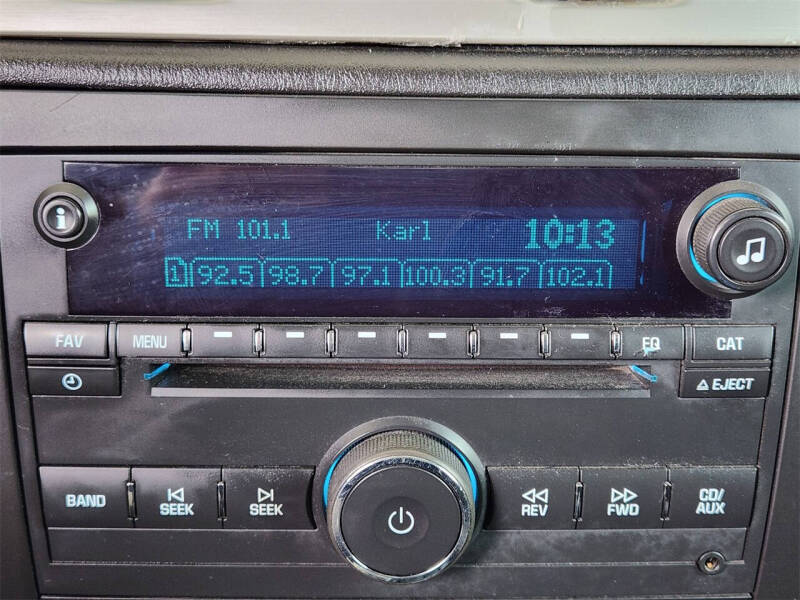 i
FM 101.1 Karl 10:13
1 92.5 98.7 97.1 100.3 91.7 102.1
FAV MENU EQ CAT
EJECT
BAND SEEK SEEK REV FWD CD/AUX